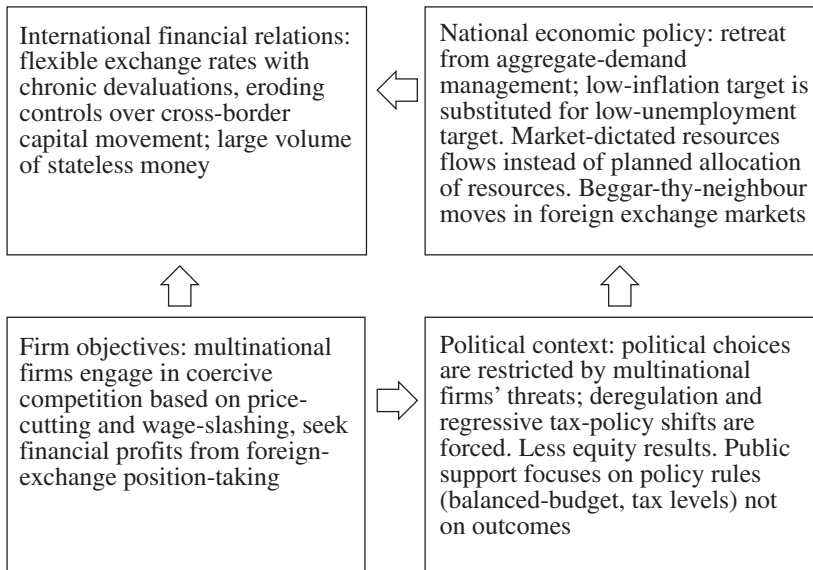 International financial relations:
flexible exchange rates with
chronic devaluations, eroding
controls over cross-border
capital movement; large volume
of stateless money
National economic policy: retreat
from aggregate-demand
management; low-inflation target is
substituted for low-unemployment
target. Market-dictated resources
flows instead of planned allocation
of resources. Beggar-thy-neighbour
moves in foreign exchange markets
Firm objectives: multinational
firms engage in coercive
competition based on price-
cutting and wage-slashing, seek
financial profits from foreign-
exchange position-taking
Political context: political choices
are restricted by multinational
firms’ threats; deregulation and
regressive tax-policy shifts are
forced. Less equity results. Public
support focuses on policy rules
(balanced-budget, tax levels) not
on outcomes